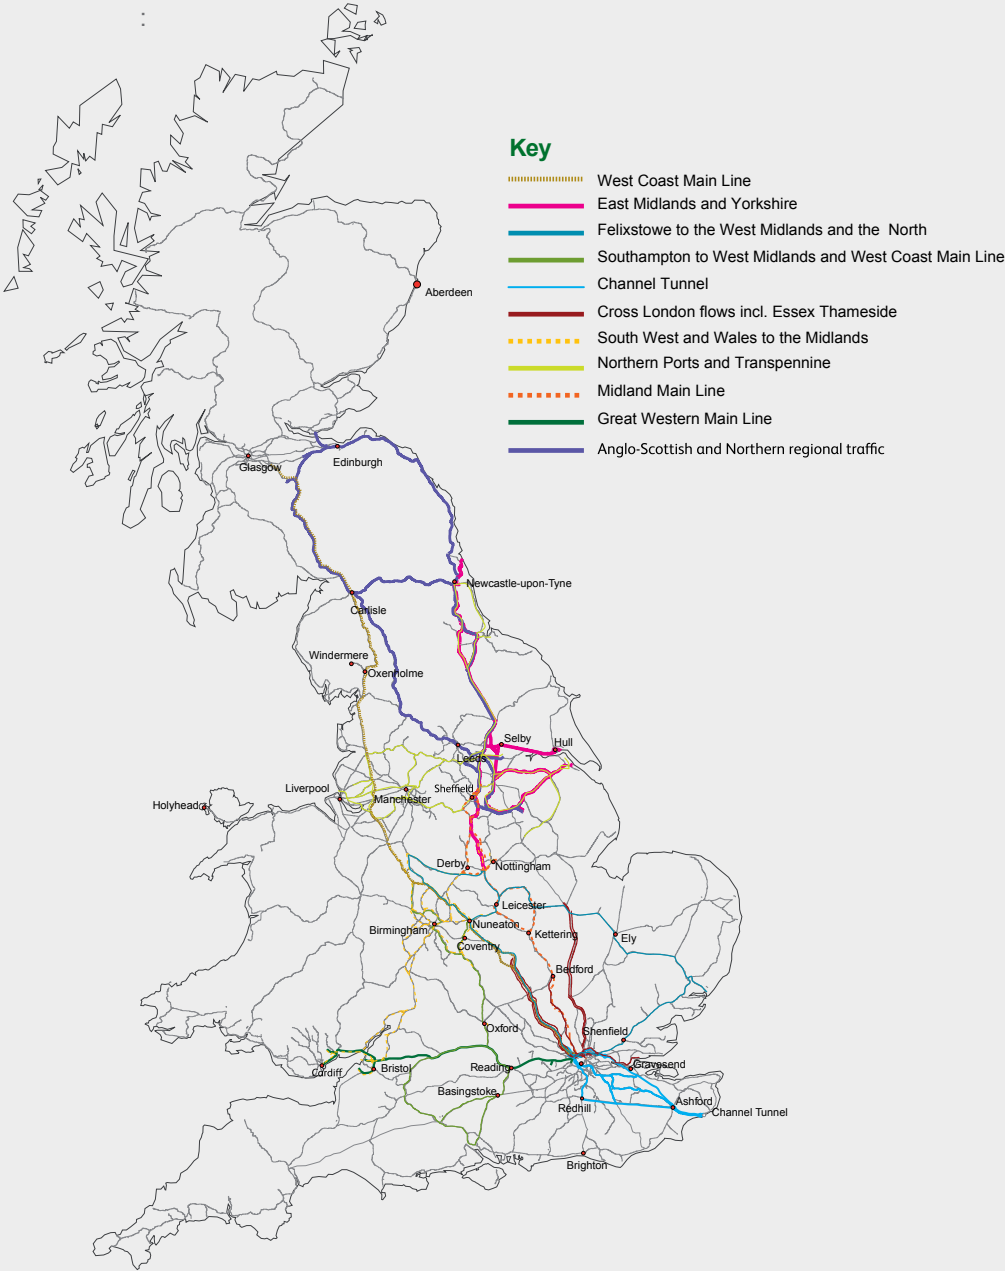 Key
West Coast Main Line
East Midlands and Yorkshire
Felixstowe to the West Midlands and the North
Southampton to West Midlands and West Coast Main Line
Channel Tunnel
Cross London flows incl. Essex Thameside
South West and Wales to the Midlands
Northern Ports and Transpennine
Midland Main Line
Great Western Main Line
Anglo-Scottish and Northern regional traffic
Aberdeen
Glasgow
Edinburgh
Newcastle-upon-Tyne
Carlisle
Windermere
Oxenholme
Selby
Hull
Leeds
Liverpool
Manchester
Sheffield
Holyhead
Derby
Nottingham
Leicester
Birmingham
Nuneaton
Kettering
Ely
Coventry
Bedford
Oxford
Shenfield
Cardiff
Bristol
Reading
Gravesend
Basingstoke
Redhill
Ashford
Channel Tunnel
Brighton